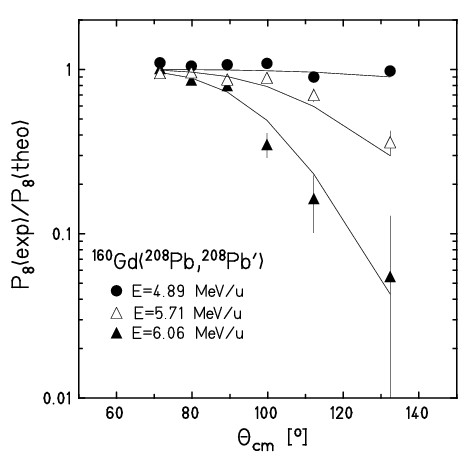 P₈(exp)/P₈(theo)
1
0.1
0.01
¹⁶⁰Gd(²⁰⁸Pb,²⁰⁸Pb′)
E=4.89 MeV/u
E=5.71 MeV/u
E=6.06 MeV/u
60 80 100 120 140
Θcm [°]